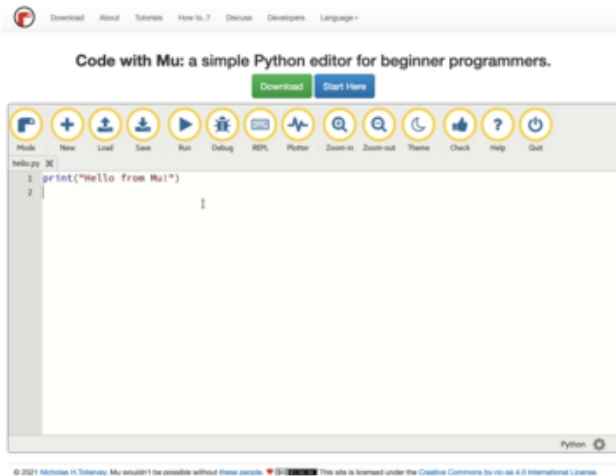 Download About Tutorials How to..? Discuss Developers Language
Code with Mu: a simple Python editor for beginner programmers.
Download Start Here
Mode New Load Save Run Debug REPL Plotter Zoom-in Zoom-out Theme Check Help Quit
hello.py
1 print("Hello from Mu!")
2
Python
© 2021 Nicholas H.Tollervey. Mu wouldn't be possible without these people. This site is licensed under the Creative Commons by-nc-sa 4.0 International License.